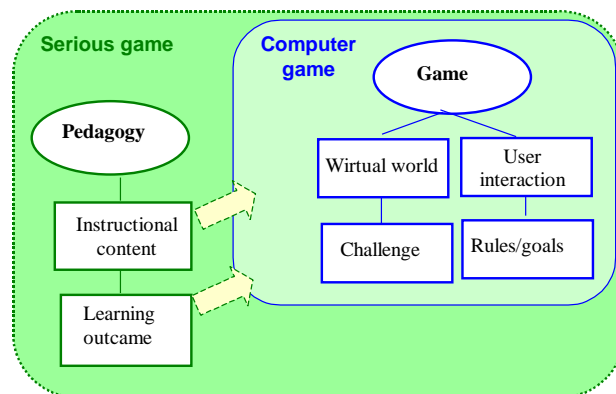 Serious game
Computer
game
Game
Pedagogy
Wirtual world
User
interaction
Instructional
content
Challenge
Rules/goals
Learning
outcame